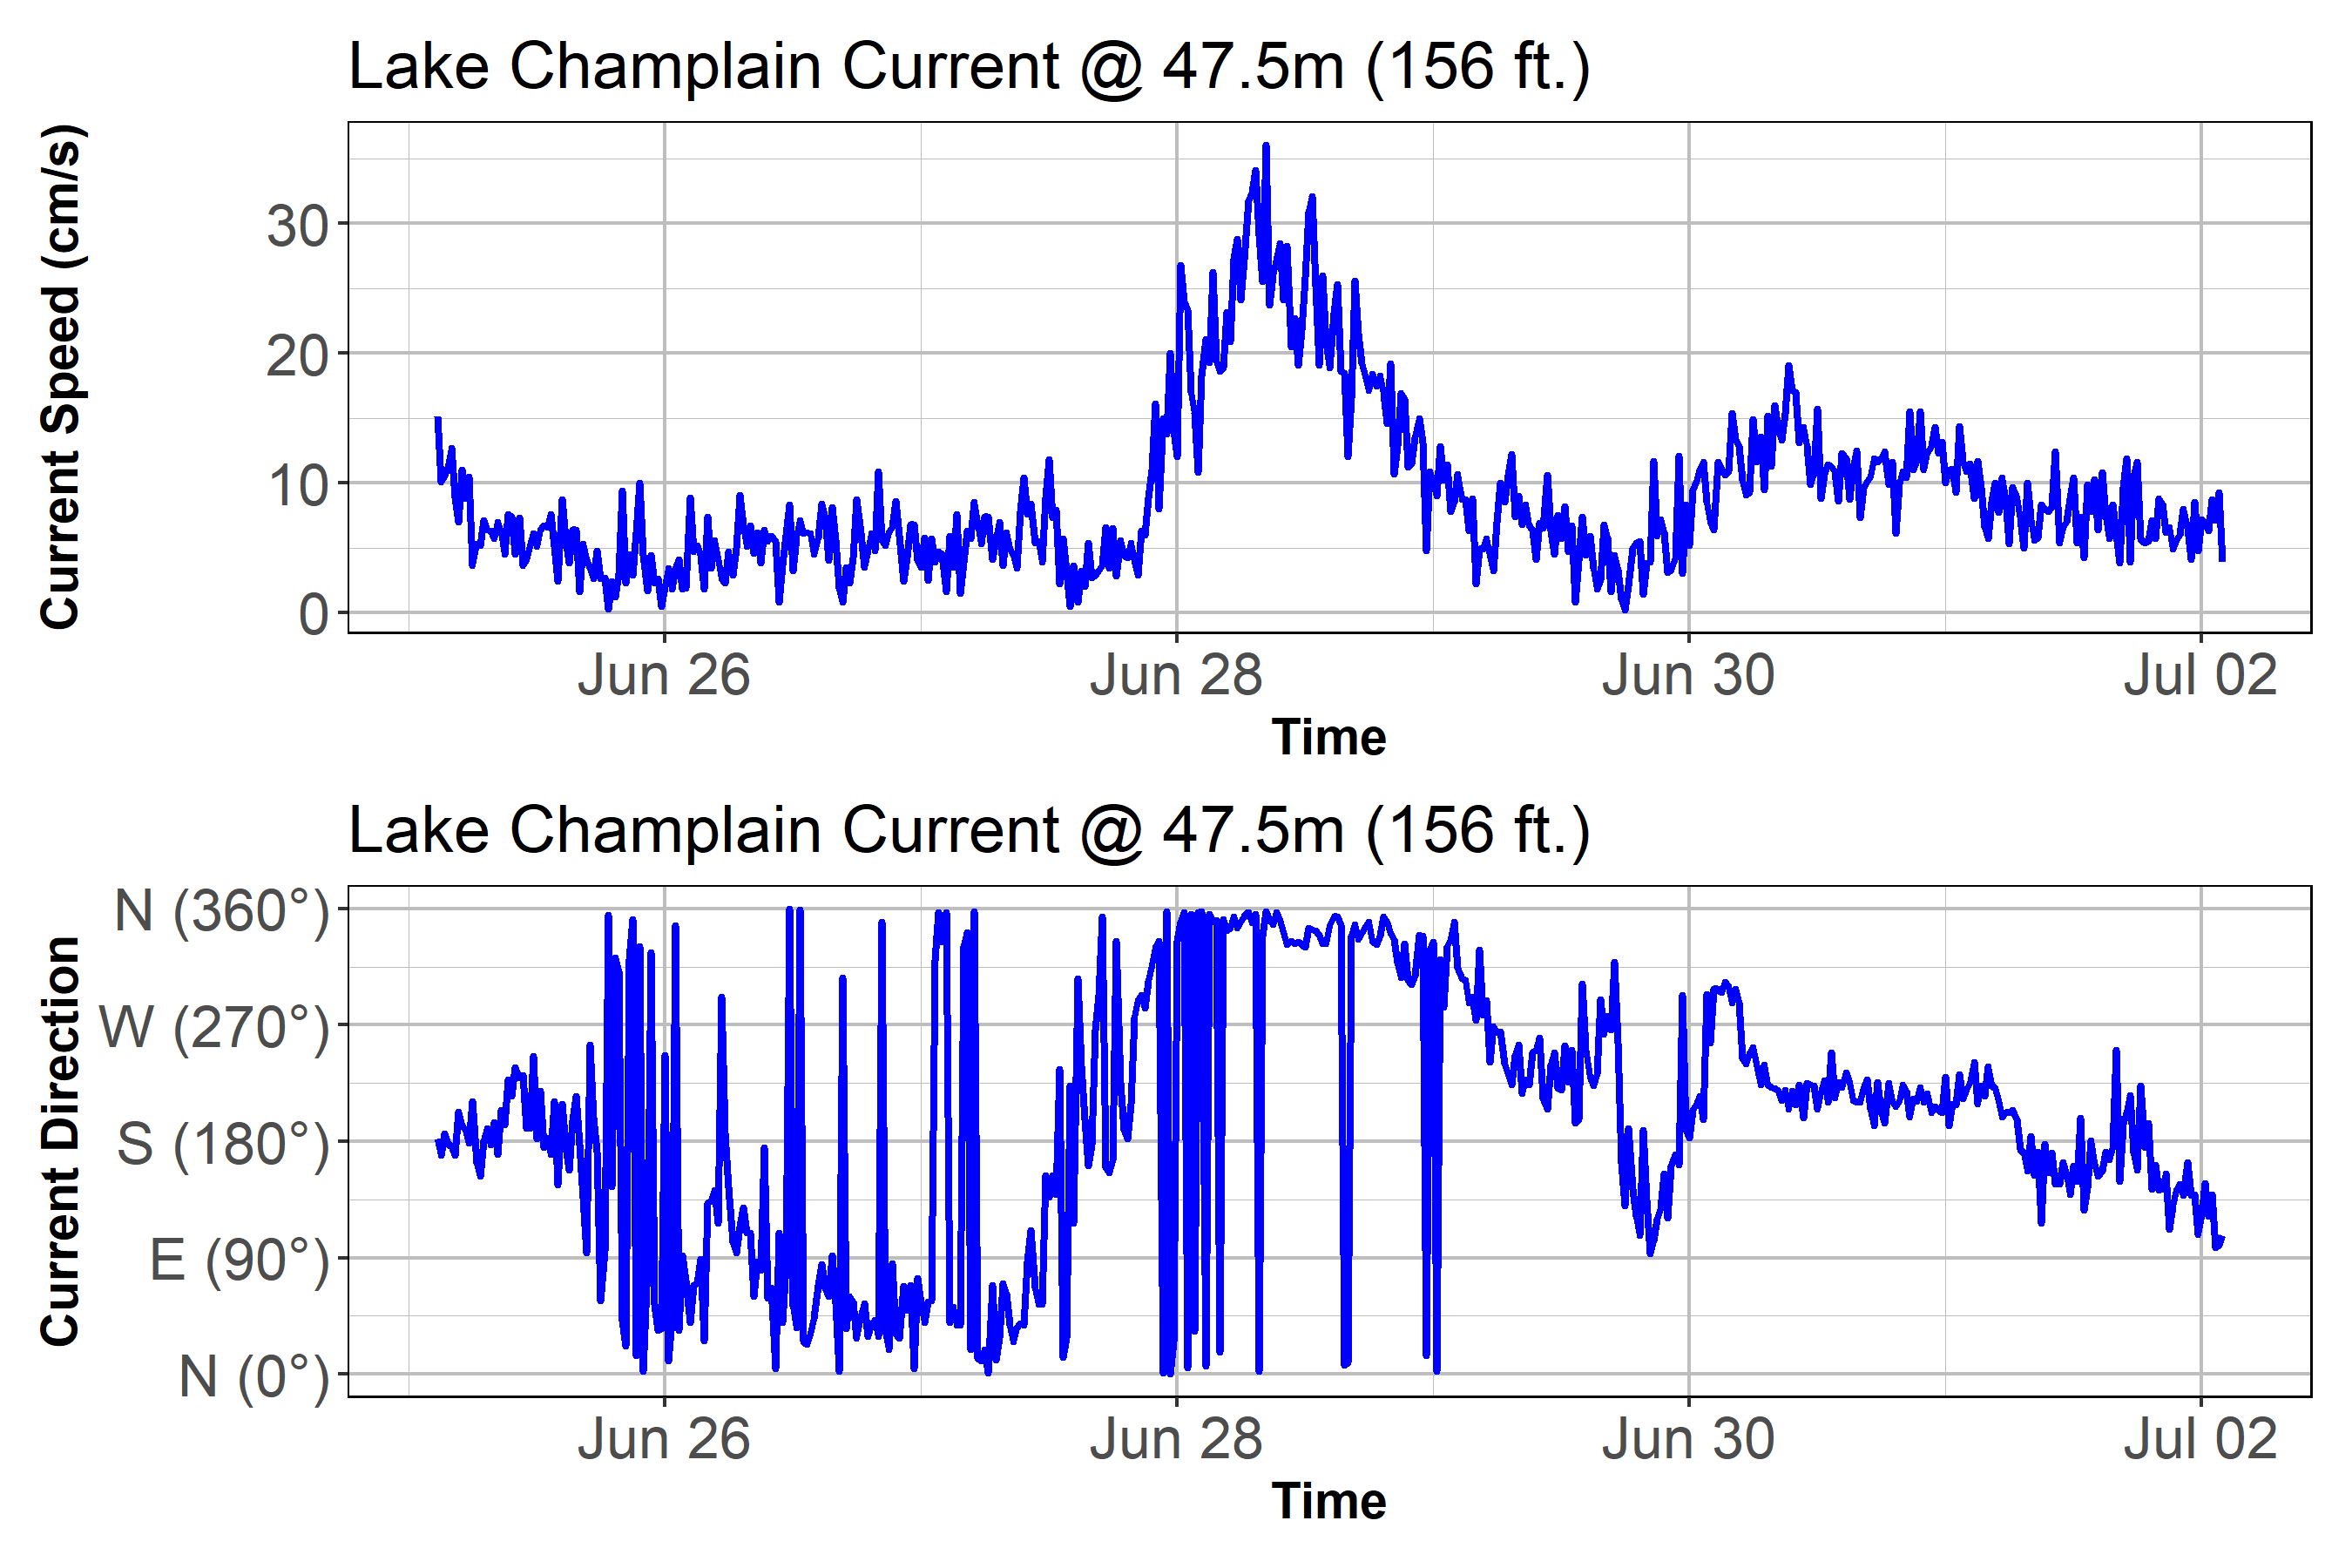 Lake Champlain Current @ 47.5m (156 ft.)
Current Speed (cm/s)
30
20
10
0
Jun 26 Jun 28 Jun 30 Jul 02
Time
Lake Champlain Current @ 47.5m (156 ft.)
Current Direction
N (360°)
W (270°)
S (180°)
E (90°)
N (0°)
Jun 26 Jun 28 Jun 30 Jul 02
Time